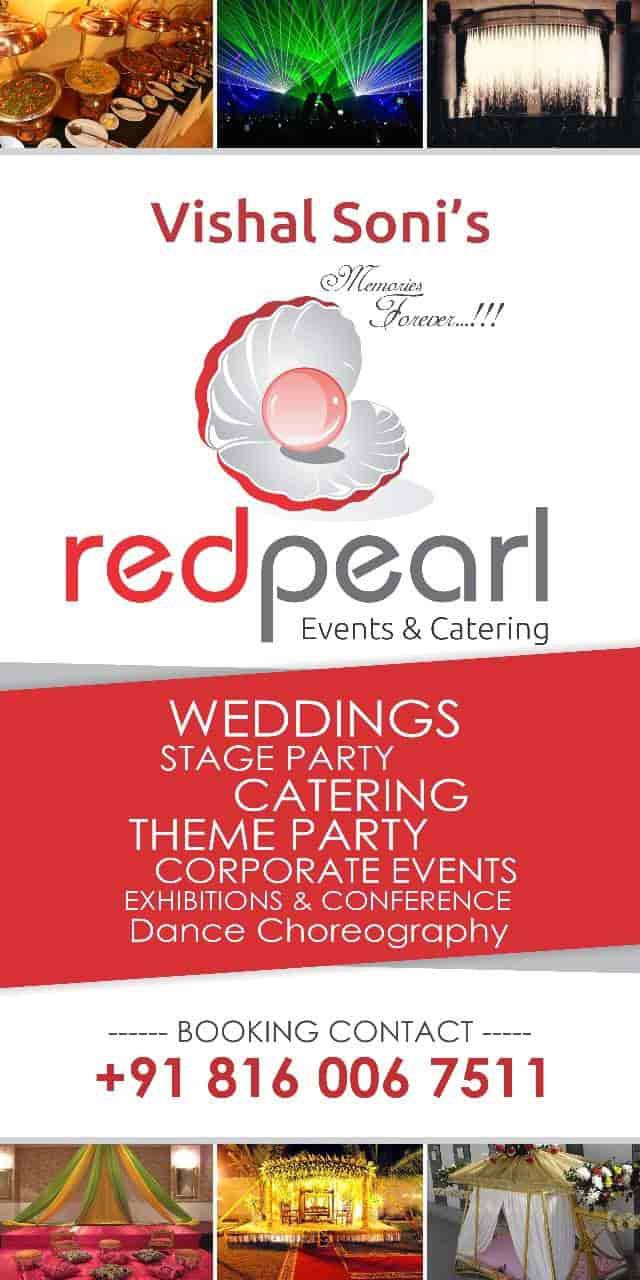 Vishal Soni's
Memories
Forever....!!!
redpearl
Events & Catering
WEDDINGS
STAGE PARTY
CATERING
THEME PARTY
CORPORATE EVENTS
EXHIBITIONS & CONFERENCE
Dance Choreography
------ BOOKING CONTACT -----
+91 816 006 7511